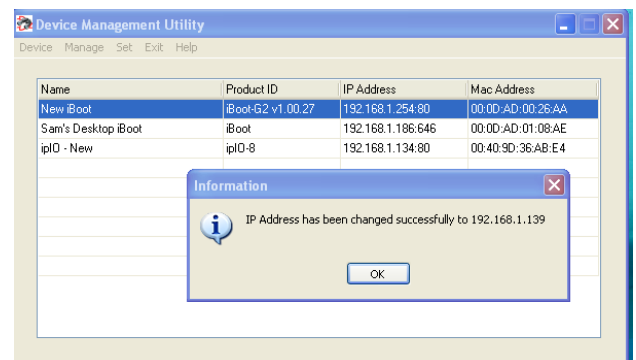 Device Management Utility
Device Manage Set Exit Help
Name Product ID IP Address Mac Address
New iBoot iBoot-G2 v1.00.27 192.168.1.254:80 00:0D:AD:00:26:AA
Sam's Desktop iBoot iBoot 192.168.1.186:646 00:0D:AD:01:08:AE
ipIO - New ipIO-8 192.168.1.134:80 00:40:9D:36:AB:E4
Information
IP Address has been changed successfully to 192.168.1.139
OK